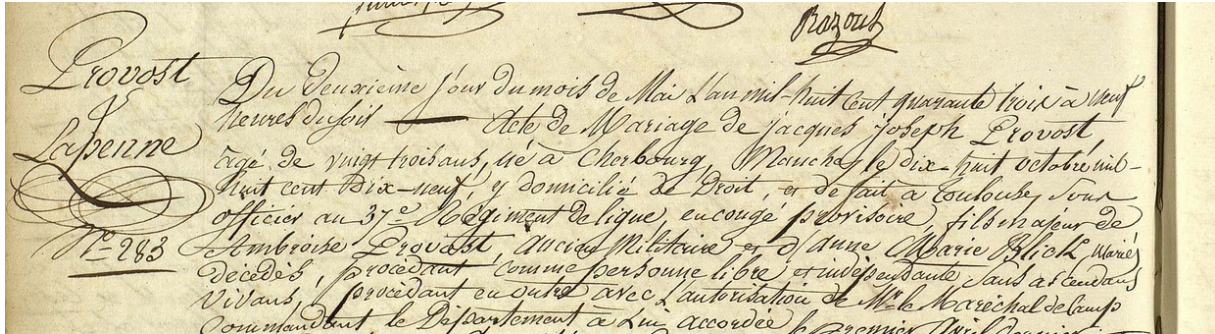 Razout
Provost
&
Lapenne
N.º 283
Du deuxième jour du mois de Mai L'an mil-huit cent quarante trois à neuf
heures du soir — Acte de Mariage de Jacques Joseph Provost
âgé de vingt trois ans, né à Cherbourg, Manche, le dix-huit octobre mil-
huit cent Dix-neuf, y domicilié de Droit, et de fait à Toulouse, Sous
officier au 37.e Régiment de ligne, en congé provisoire, fils majeur de
Ambroise Provost, ancien Militaire et d'Anne Marie Blick, mariés
décédés, procédant comme personne libre et indépendante sans ascendans
vivans, procédant en outre avec L'autorisation de Mr. le Maréchal de Camp
Commandant le Département à Lui accordée le premier Avril dernier